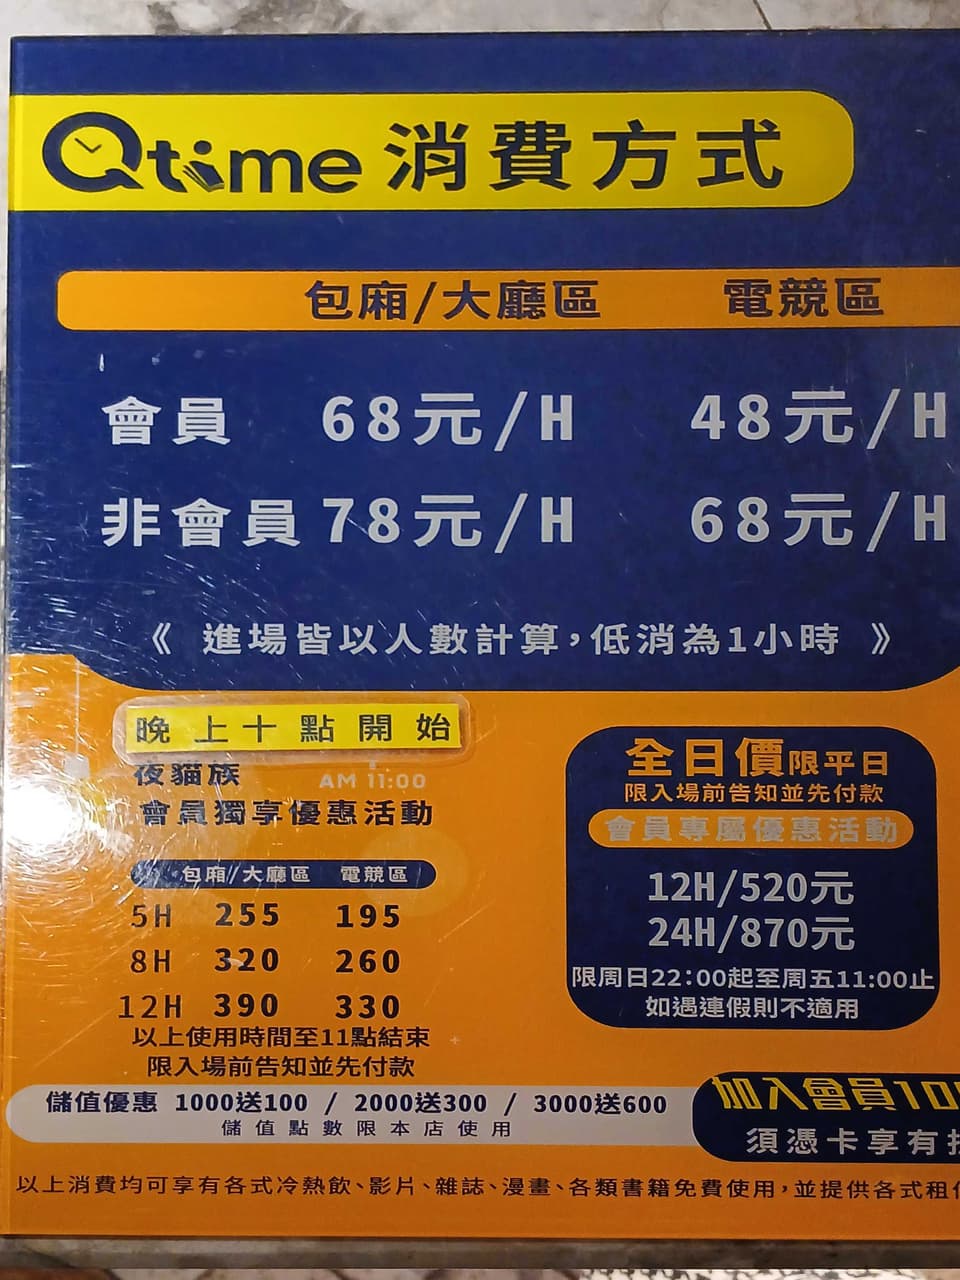 Qtime 消費方式
包廂/大廳區 電競區
會員 68元/H 48元/H
非會員 78元/H 68元/H
《 進場皆以人數計算，低消為1小時 》
晚上十點開始
夜貓族 AM 11:00
會員獨享優惠活動
包廂/大廳區 電競區
5H 255 195
8H 320 260
12H 390 330
以上使用時間至11點結束
限入場前告知並先付款
全日價限平日
限入場前告知並先付款
會員專屬優惠活動
12H/520元
24H/870元
限周日22:00起至周五11:00止
如遇連假則不適用
儲值優惠 1000送100 / 2000送300 / 3000送600
儲值點數限本店使用
加入會員10
須憑卡享有
以上消費均可享有各式冷熱飲、影片、雜誌、漫畫、各類書籍免費使用，並提供各式租